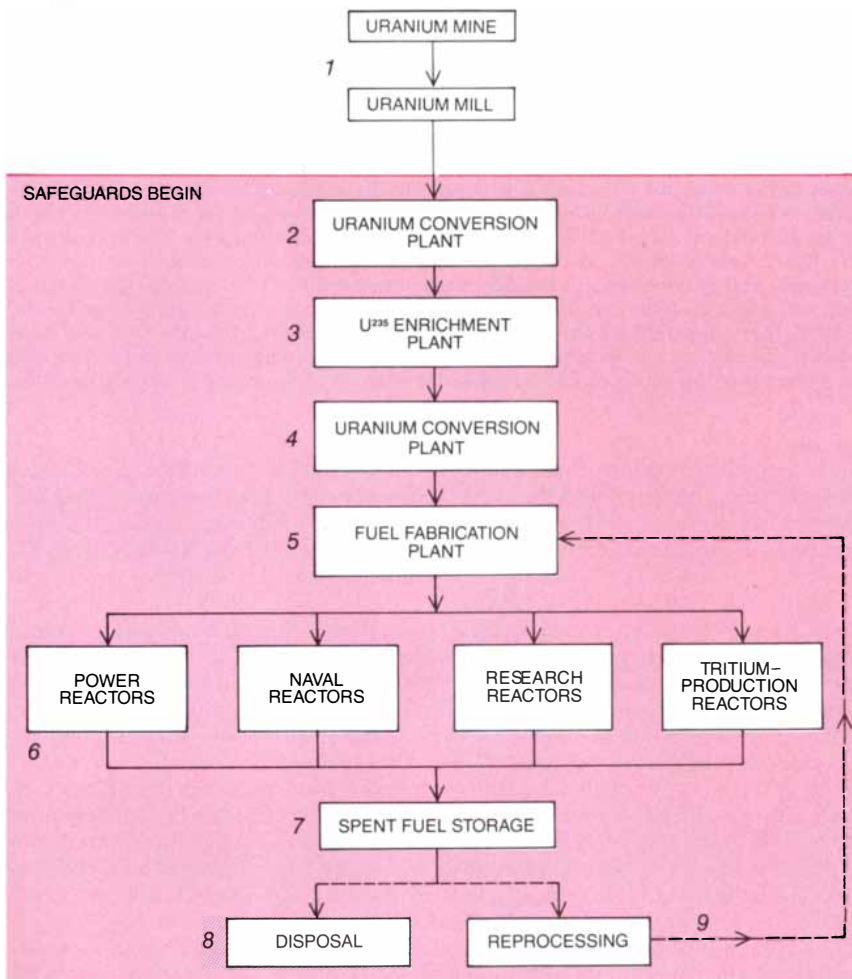 URANIUM MINE
1
URANIUM MILL
SAFEGUARDS BEGIN
2
URANIUM CONVERSION
PLANT
3
U²³⁵ ENRICHMENT
PLANT
4
URANIUM CONVERSION
PLANT
5
FUEL FABRICATION
PLANT
POWER
REACTORS
NAVAL
REACTORS
RESEARCH
REACTORS
TRITIUM–
PRODUCTION
REACTORS
6
7
SPENT FUEL STORAGE
8
DISPOSAL
REPROCESSING
9